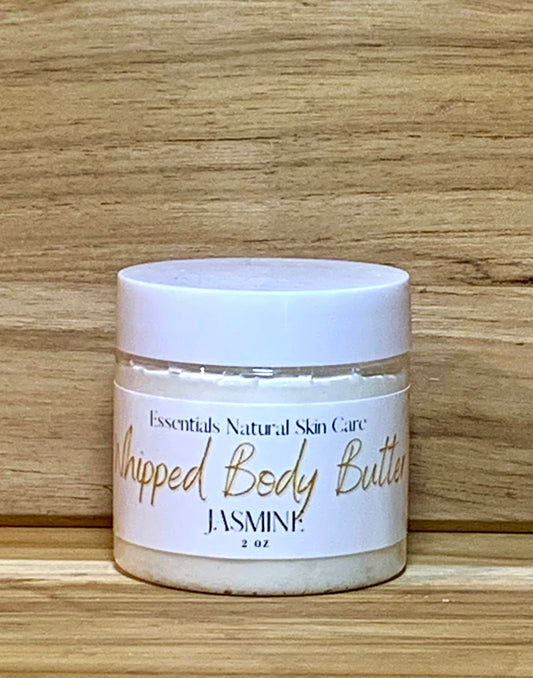 Essentials Natural Skin Care
Whipped Body Butter
JASMINE
2 OZ